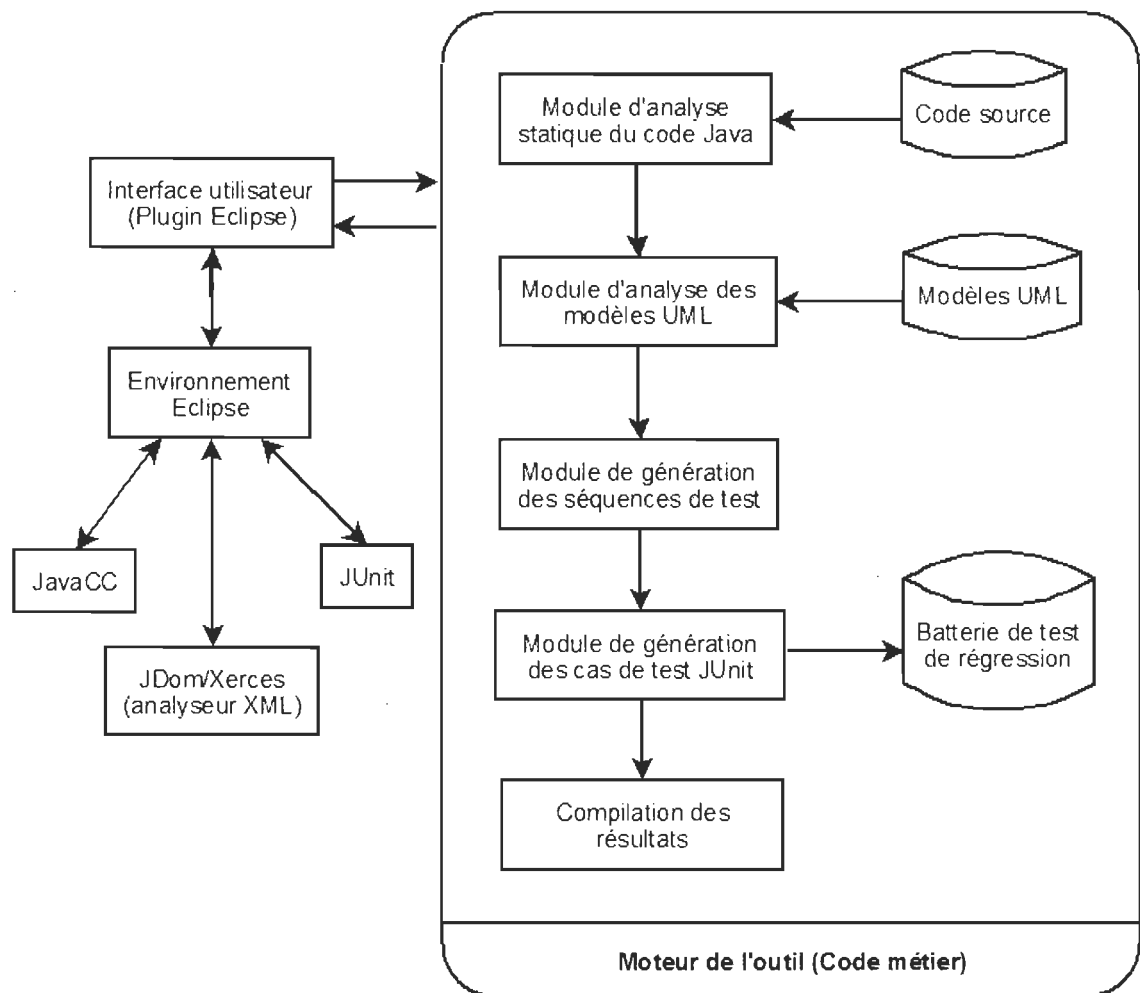 Module d'analyse
statique du code Java
Code source
Interface utilisateur
(Plugin Eclipse)
Module d'analyse des
modèles UML
Modèles UML
Environnement
Eclipse
Module de génération
des séquences de test
JavaCC
JUnit
JDom/Xerces
(analyseur XML)
Module de génération
des cas de test JUnit
Batterie de test
de régression
Compilation des
résultats
Moteur de l'outil (Code métier)